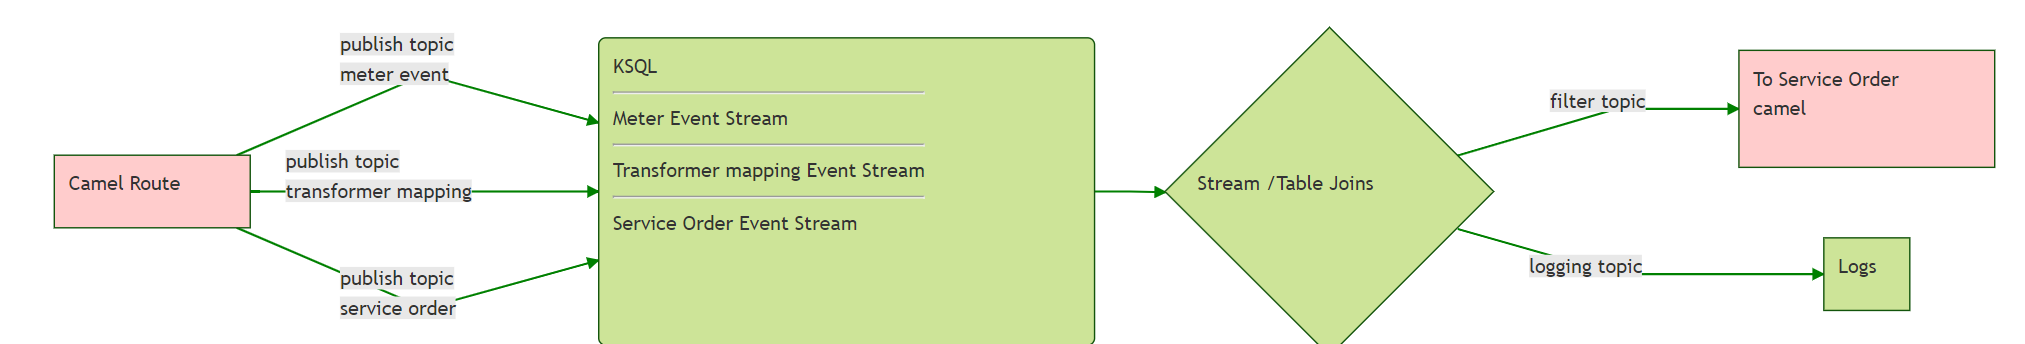 Camel Route
publish topic
meter event
publish topic
transformer mapping
publish topic
service order
KSQL
Meter Event Stream
Transformer mapping Event Stream
Service Order Event Stream
Stream /Table Joins
filter topic
logging topic
To Service Order
camel
Logs